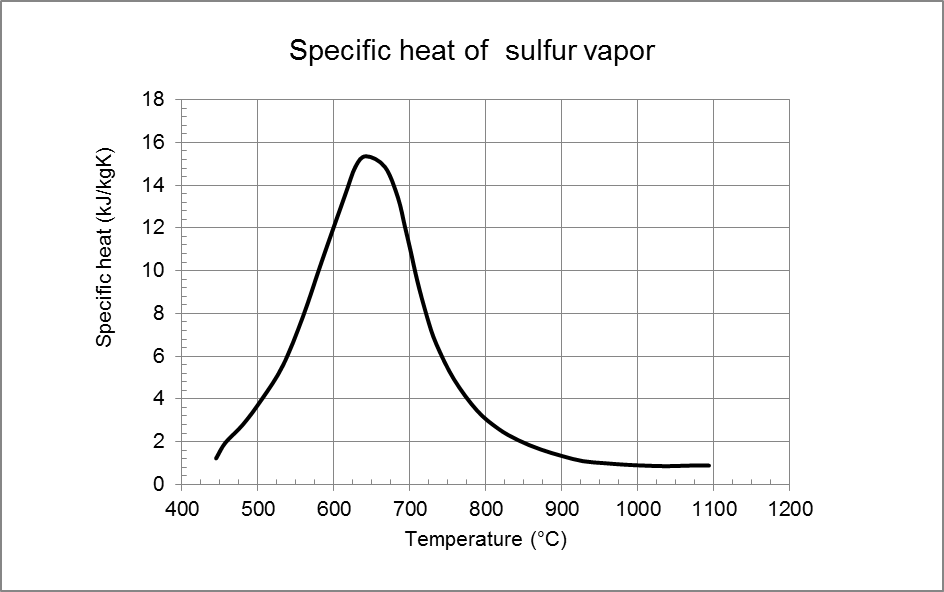 Specific heat of  sulfur vapor
18
16
14
12
10
8
6
4
2
0
Specific heat (kJ/kgK)
400 500 600 700 800 900 1000 1100 1200
Temperature (°C)